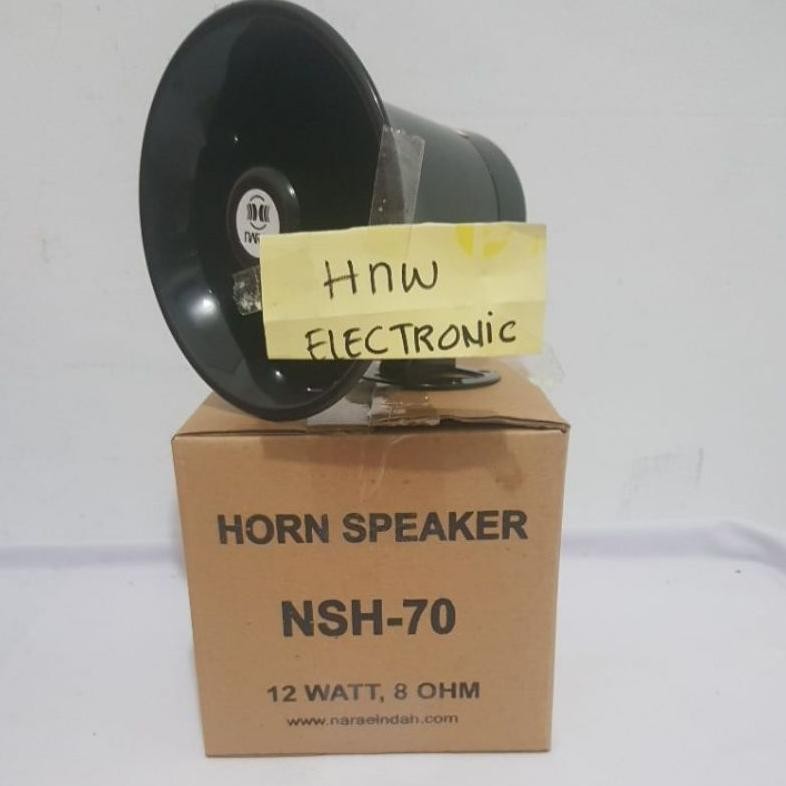 HnW
ELECTRONiC
HORN SPEAKER
NSH-70
12 WATT, 8 OHM
www.naraeindah.com